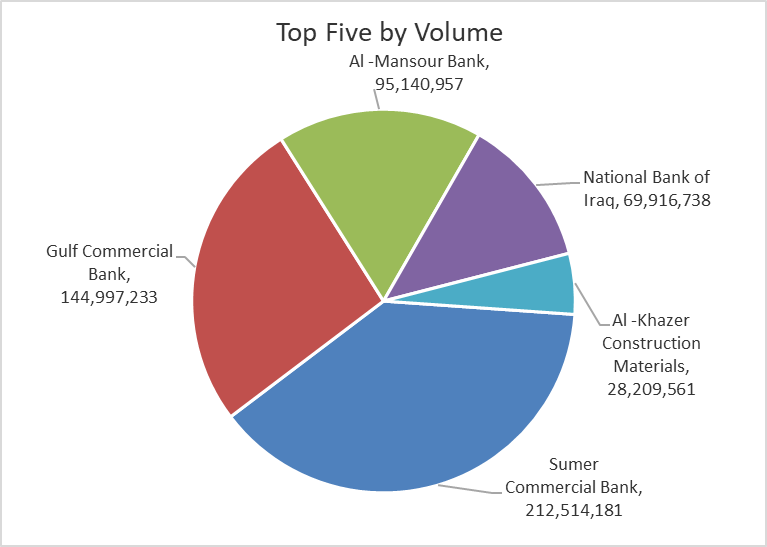 Top Five by Volume
Al -Mansour Bank,
95,140,957
National Bank of
Iraq, 69,916,738
Gulf Commercial
Bank,
144,997,233
Al -Khazer
Construction
Materials,
28,209,561
Sumer
Commercial Bank,
212,514,181